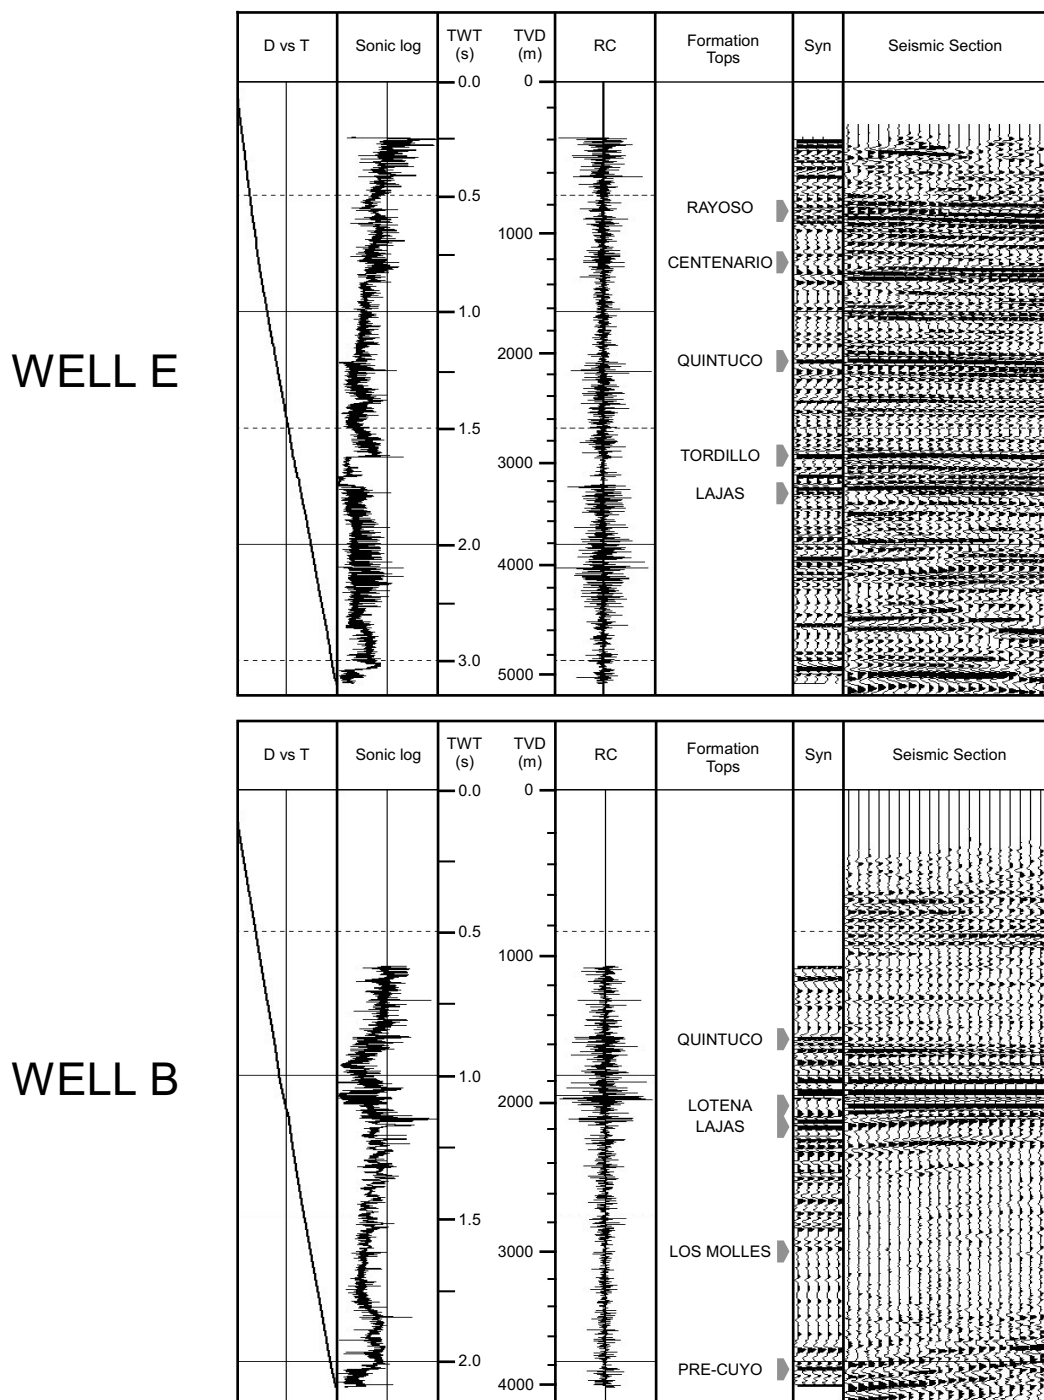 D vs T
Sonic log
TWT
(s)
TVD
(m)
RC
Formation
Tops
Syn
Seismic Section
0.0
0
0.5
RAYOSO
1000
CENTENARIO
1.0
2000
QUINTUCO
WELL E
1.5
TORDILLO
3000
LAJAS
2.0
4000
3.0
5000
D vs T
Sonic log
TWT
(s)
TVD
(m)
RC
Formation
Tops
Syn
Seismic Section
0.0
0
0.5
1000
QUINTUCO
1.0
WELL B
2000
LOTENA
LAJAS
1.5
3000
LOS MOLLES
2.0
PRE-CUYO
4000